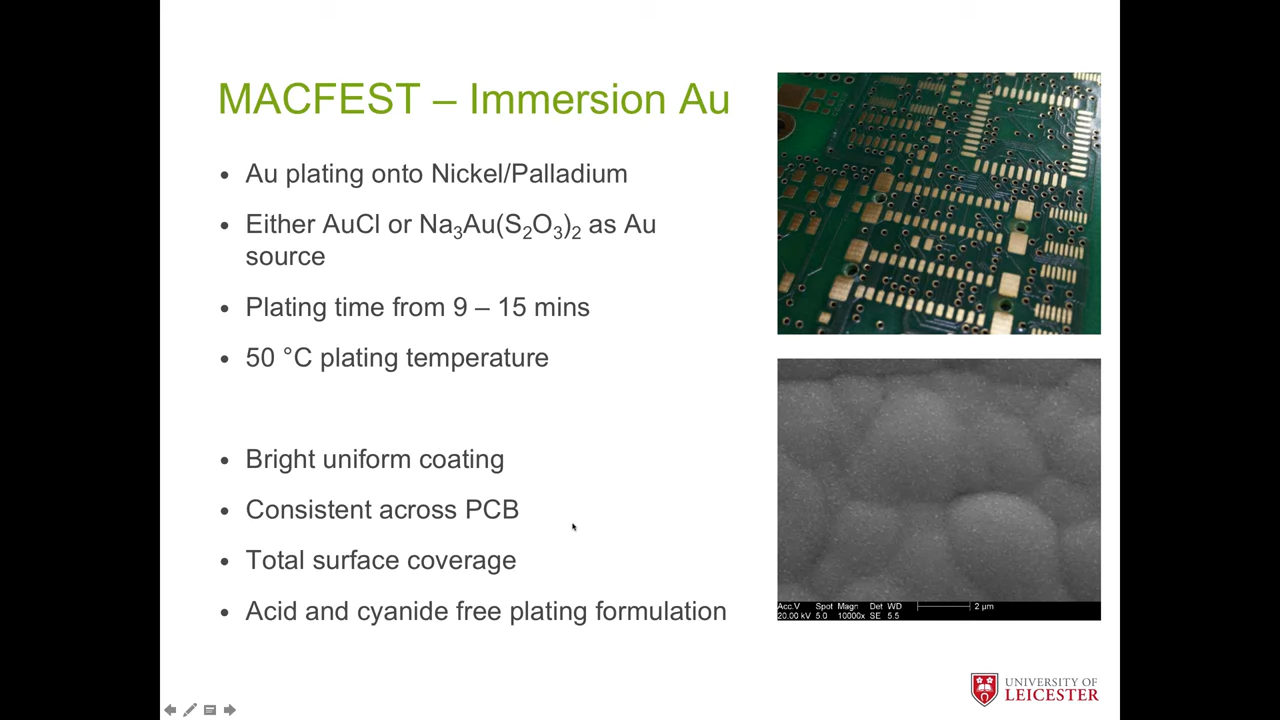 MACFEST – Immersion Au
• Au plating onto Nickel/Palladium
• Either AuCl or Na₃Au(S₂O₃)₂ as Au
source
• Plating time from 9 – 15 mins
• 50 °C plating temperature
• Bright uniform coating
• Consistent across PCB
• Total surface coverage
• Acid and cyanide free plating formulation
Acc.V Spot Magn Det WD 2 µm
20.00 kV 5.0 10000x SE 5.5
UNIVERSITY OF
LEICESTER